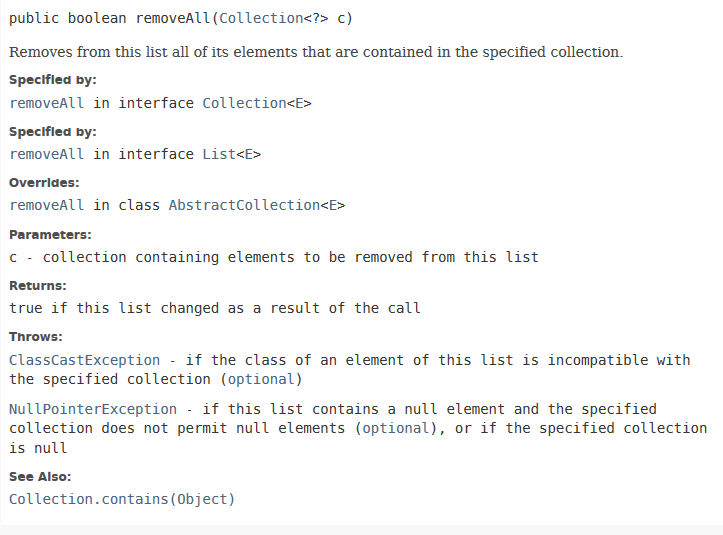 public boolean removeAll(Collection<?> c)
Removes from this list all of its elements that are contained in the specified collection.
Specified by:
removeAll in interface Collection<E>
Specified by:
removeAll in interface List<E>
Overrides:
removeAll in class AbstractCollection<E>
Parameters:
c - collection containing elements to be removed from this list
Returns:
true if this list changed as a result of the call
Throws:
ClassCastException - if the class of an element of this list is incompatible with
the specified collection (optional)
NullPointerException - if this list contains a null element and the specified
collection does not permit null elements (optional), or if the specified collection
is null
See Also:
Collection.contains(Object)